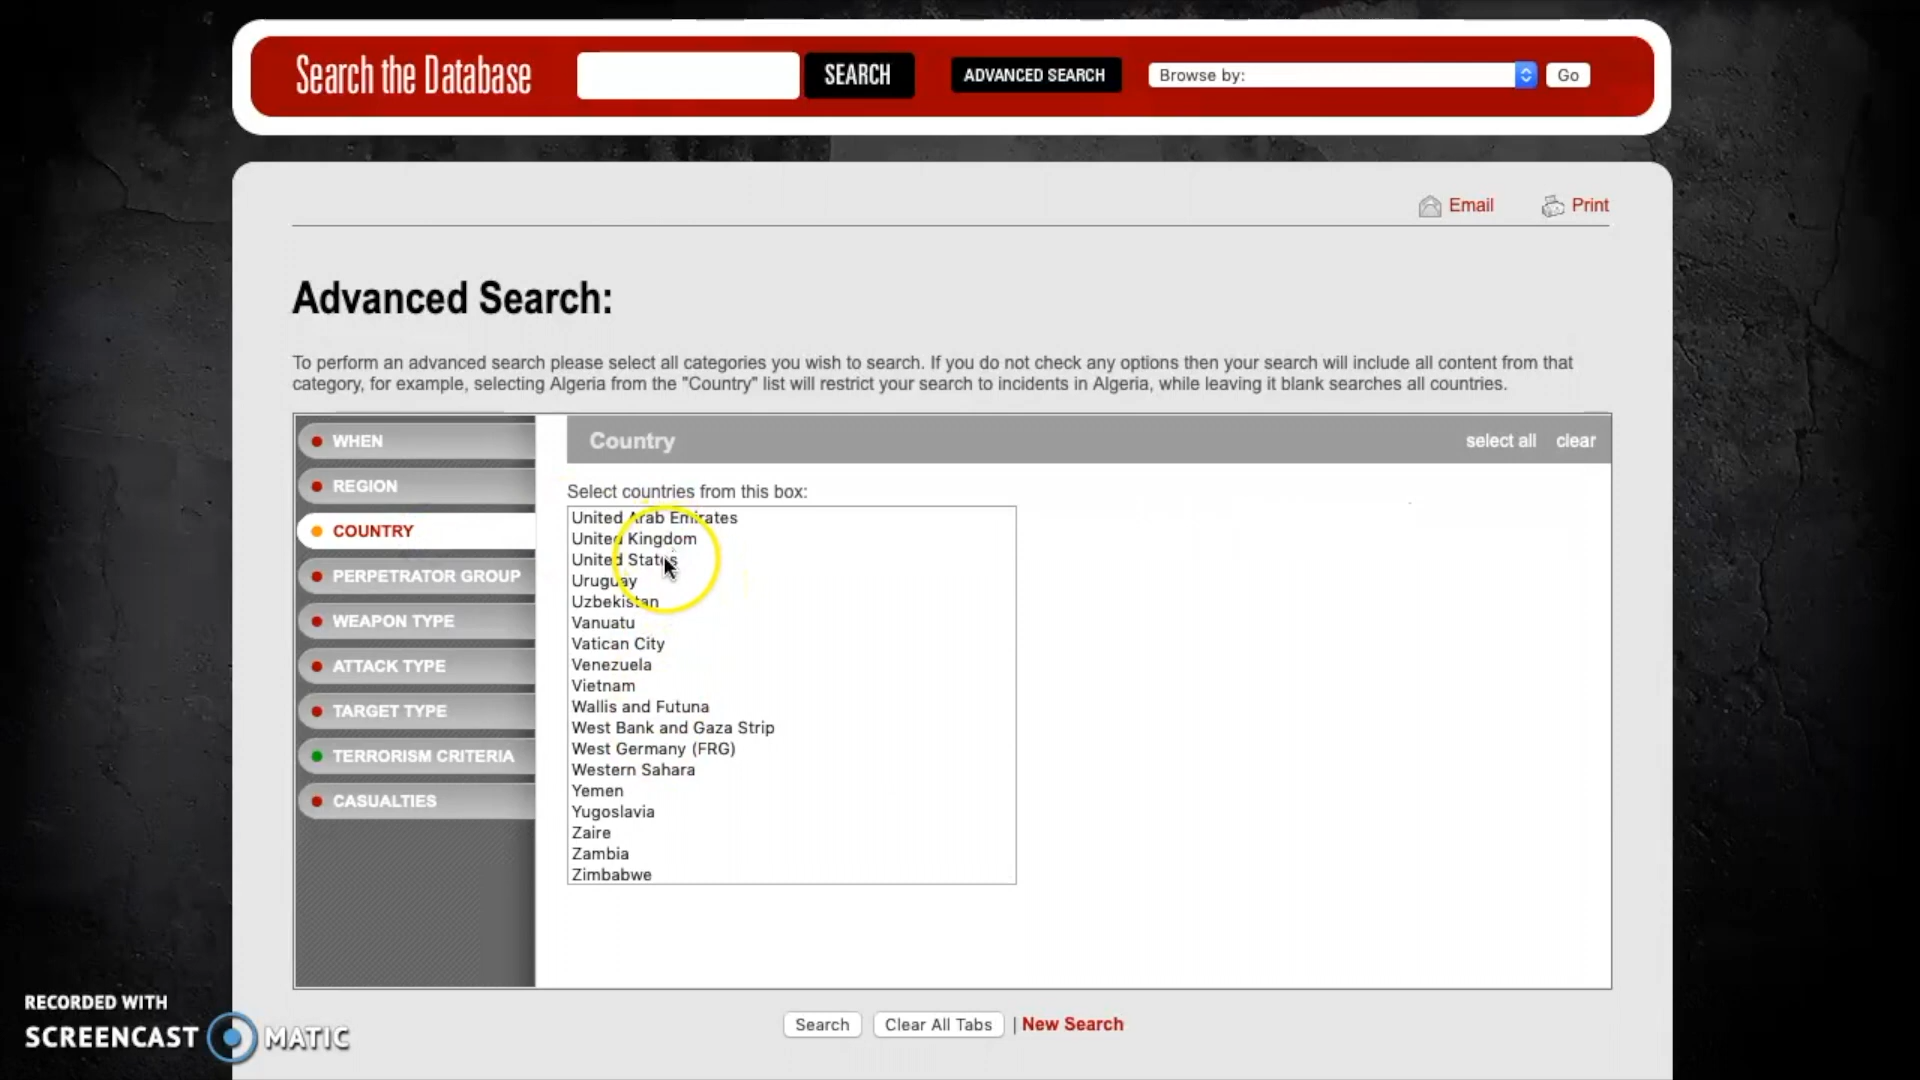 Search the Database
SEARCH
ADVANCED SEARCH
Browse by:
Go
Email
Print
Advanced Search:
To perform an advanced search please select all categories you wish to search. If you do not check any options then your search will include all content from that
category, for example, selecting Algeria from the "Country" list will restrict your search to incidents in Algeria, while leaving it blank searches all countries.
WHEN
REGION
COUNTRY
PERPETRATOR GROUP
WEAPON TYPE
ATTACK TYPE
TARGET TYPE
TERRORISM CRITERIA
CASUALTIES
Country
select all
clear
Select countries from this box:
United Arab Emirates
United Kingdom
United States
Uruguay
Uzbekistan
Vanuatu
Vatican City
Venezuela
Vietnam
Wallis and Futuna
West Bank and Gaza Strip
West Germany (FRG)
Western Sahara
Yemen
Yugoslavia
Zaire
Zambia
Zimbabwe
Search
Clear All Tabs
| New Search
RECORDED WITH
SCREENCAST MATIC